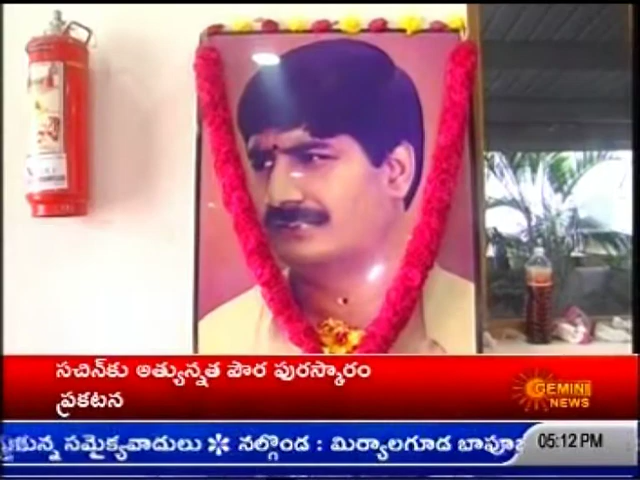 సచిన్‌కు అత్యున్నత పౌర పురస్కారం
ప్రకటన
GEMINI
NEWS
కున్న సమైక్యవాదులు ✻ నల్గొండ : మిర్యాలగూడ బాపూజీ
05:12 PM